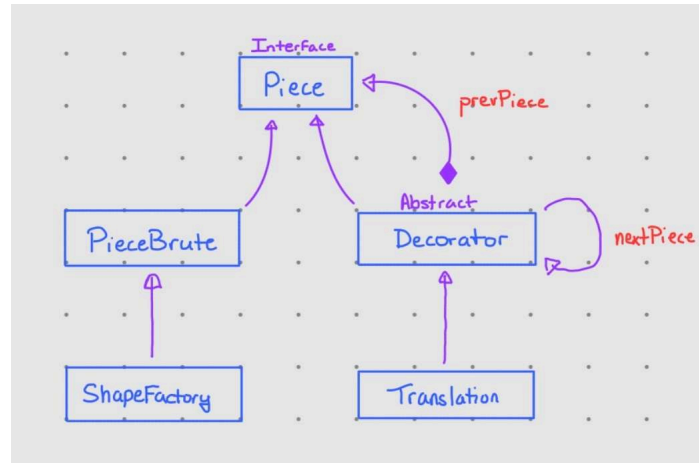 Interface
Piece
prevPiece
Abstract
PieceBrute
Decorator
nextPiece
ShapeFactory
Translation